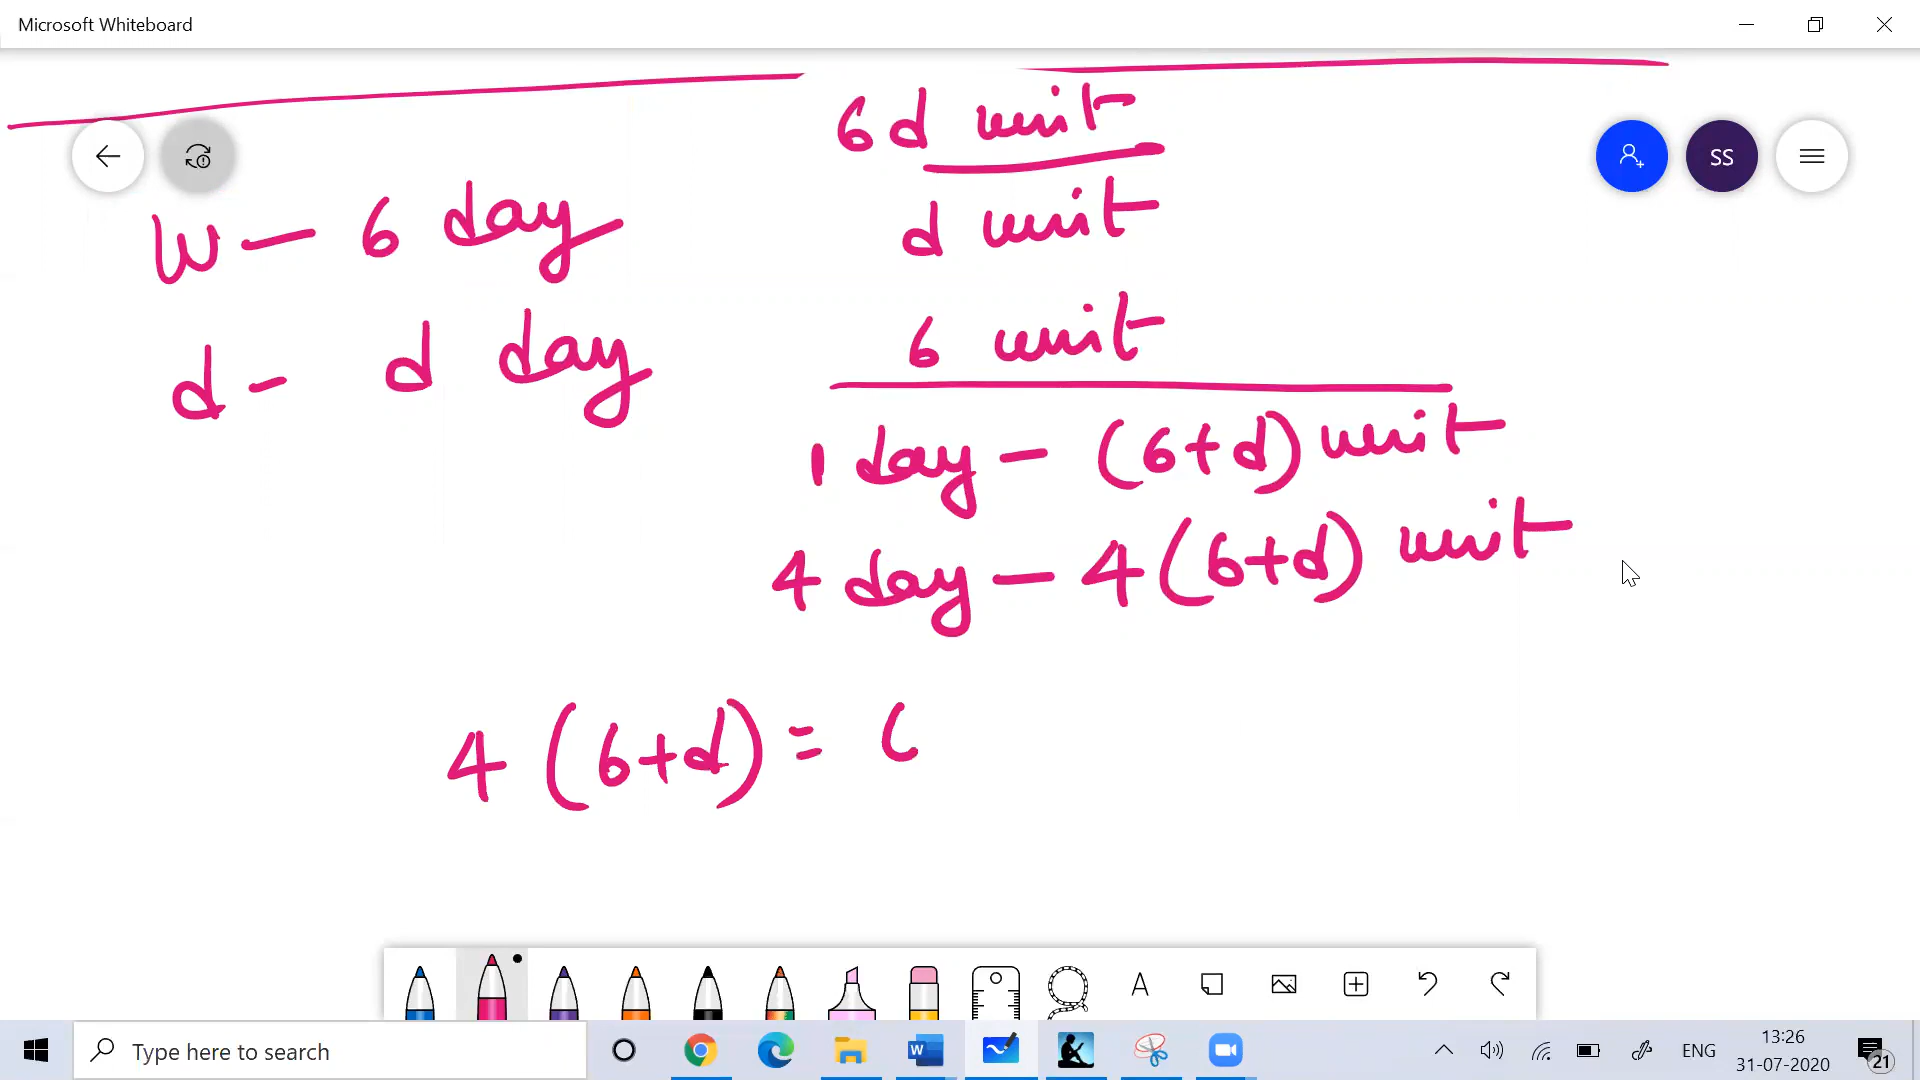 Microsoft Whiteboard
6d unit
W - 6 day
d unit
d - d day
6 unit
1 day - (6+d) unit
4 day - 4(6+d) unit
4 (6+d) = (
SS
A
Type here to search
ENG
13:26
31-07-2020
21